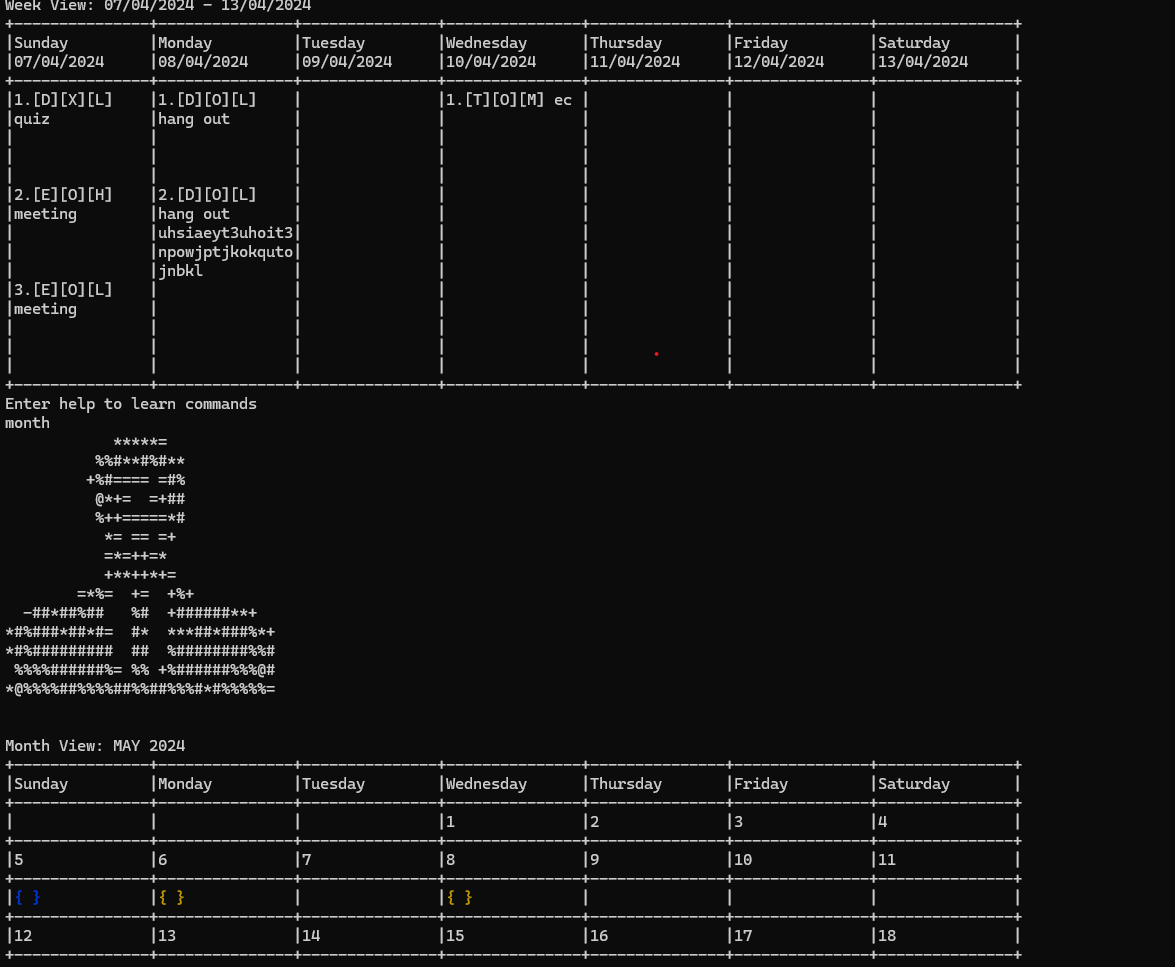 Week View: 07/04/2024 - 13/04/2024
+---------------+---------------+---------------+---------------+---------------+---------------+---------------+
|Sunday         |Monday         |Tuesday        |Wednesday      |Thursday       |Friday         |Saturday       |
|07/04/2024     |08/04/2024     |09/04/2024     |10/04/2024     |11/04/2024     |12/04/2024     |13/04/2024     |
+---------------+---------------+---------------+---------------+---------------+---------------+---------------+
|1.[D][X][L]    |1.[D][O][L]    |               |1.[T][O][M] ec |               |               |               |
|quiz           |hang out       |               |               |               |               |               |
|               |               |               |               |               |               |               |
|               |               |               |               |               |               |               |
|               |               |               |               |               |               |               |
|2.[E][O][H]    |2.[D][O][L]    |               |               |               |               |               |
|meeting        |hang out       |               |               |               |               |               |
|               |uhsiaeyt3uhoit3|               |               |               |               |               |
|               |npowjptjkokquto|               |               |               |               |               |
|               |jnbkl          |               |               |               |               |               |
|3.[E][O][L]    |               |               |               |               |               |               |
|meeting        |               |               |               |               |               |               |
|               |               |               |               |               |               |               |
|               |               |               |               |               |               |               |
|               |               |               |               |               |               |               |
+---------------+---------------+---------------+---------------+---------------+---------------+---------------+
Enter help to learn commands
month
            *****=
          %%#**#%#**
         +%#==== =#%
          @*+=  =+##
          %++=====*#
           *= == =+
           =*=++=*
           +**++*+=
        =*%=  +=  +%+
  -##*##%##   %#  +######**+
*#%###*##*#=  #*  ***##*###%*+
*#%#########  ##  %########%%#
 %%%%######%= %% +%######%%%@#
*@%%%%##%%%%##%%##%%%#*#%%%%%=
Month View: MAY 2024
+---------------+---------------+---------------+---------------+---------------+---------------+---------------+
|Sunday         |Monday         |Tuesday        |Wednesday      |Thursday       |Friday         |Saturday       |
+---------------+---------------+---------------+---------------+---------------+---------------+---------------+
|               |               |               |1              |2              |3              |4              |
+---------------+---------------+---------------+---------------+---------------+---------------+---------------+
|5              |6              |7              |8              |9              |10             |11             |
+---------------+---------------+---------------+---------------+---------------+---------------+---------------+
|{ }            |{ }            |               |{ }            |               |               |               |
+---------------+---------------+---------------+---------------+---------------+---------------+---------------+
|12             |13             |14             |15             |16             |17             |18             |
+---------------+---------------+---------------+---------------+---------------+---------------+---------------+